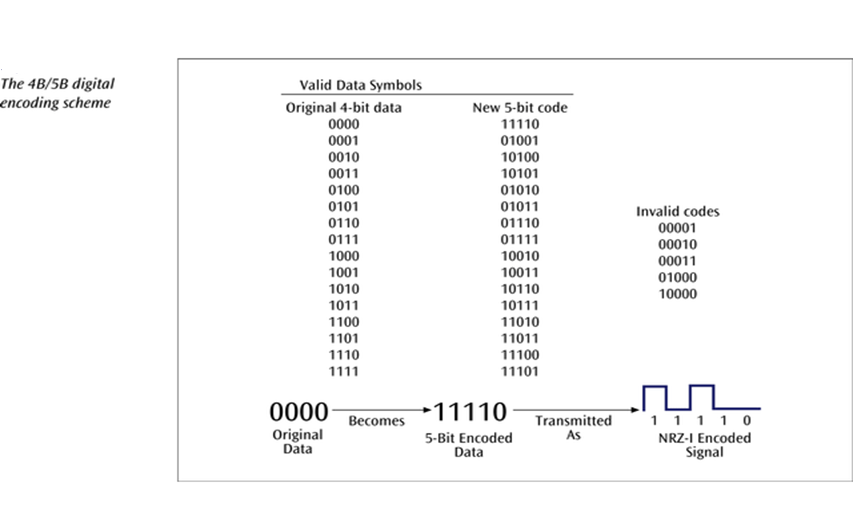 The 4B/5B digital
encoding scheme
Valid Data Symbols
Original 4-bit data New 5-bit code
0000 11110
0001 01001
0010 10100
0011 10101
0100 01010
0101 01011
0110 01110
0111 01111
1000 10010
1001 10011
1010 10110
1011 10111
1100 11010
1101 11011
1110 11100
1111 11101
Invalid codes
00001
00010
00011
01000
10000
0000 Becomes 11110 Transmitted As 1 1 1 1 0
Original
Data
5-Bit Encoded
Data
NRZ-I Encoded
Signal